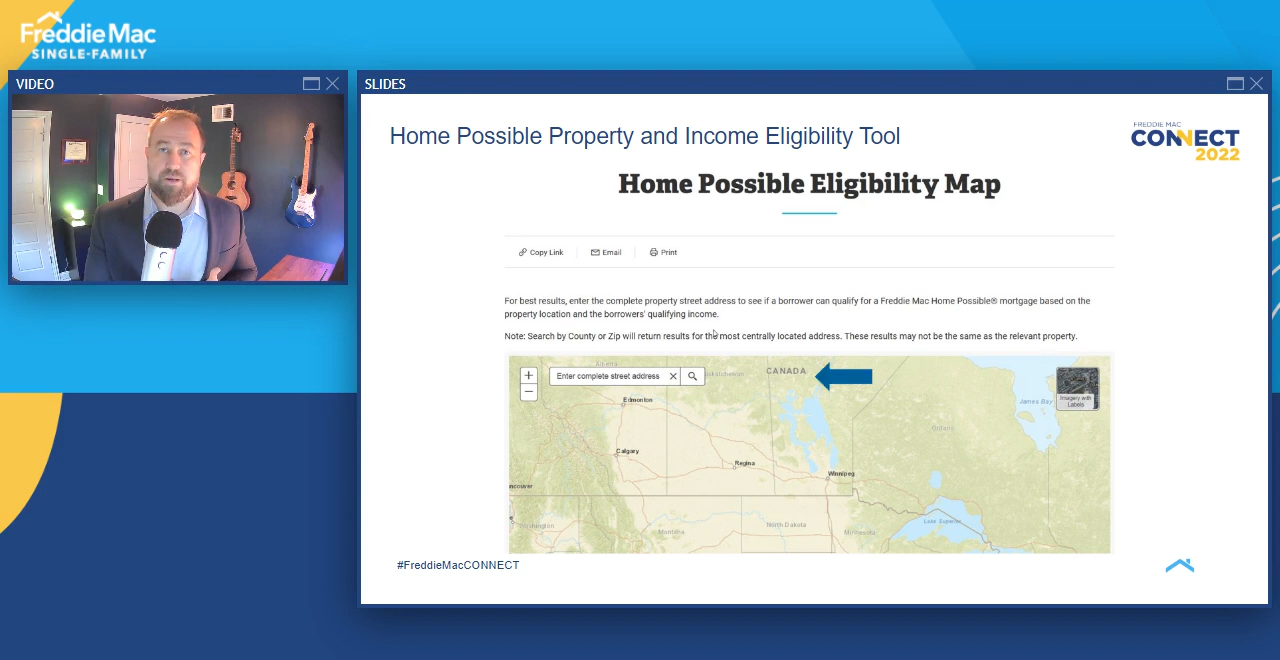 Freddie Mac
SINGLE-FAMILY
VIDEO
SLIDES
Home Possible Property and Income Eligibility Tool
FREDDIE MAC
CONNECT
2022
Home Possible Eligibility Map
Copy Link
Email
Print
For best results, enter the complete property street address to see if a borrower can qualify for a Freddie Mac Home Possible® mortgage based on the
property location and the borrowers' qualifying income.
Note: Search by County or Zip will return results for the most centrally located address. These results may not be the same as the relevant property.
+
−
Enter complete street address
CANADA
Imagery with
Labels
Edmonton
James Bay
Ontario
Calgary
Regina
Winnipeg
ncouver
Washington
Montana
North Dakota
Minnesota
Lake Superior
#FreddieMacCONNECT